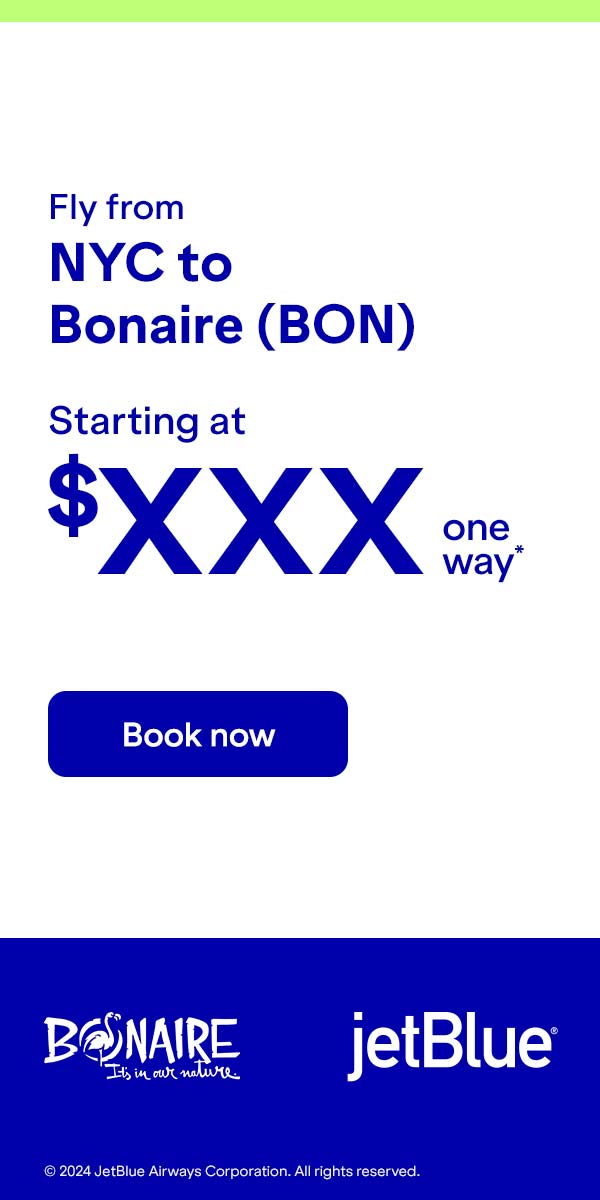 Fly from
NYC to
Bonaire (BON)
Starting at
$XXX one way*
Book now
BONAIRE
It's in our nature.
jetBlue®
© 2024 JetBlue Airways Corporation. All rights reserved.